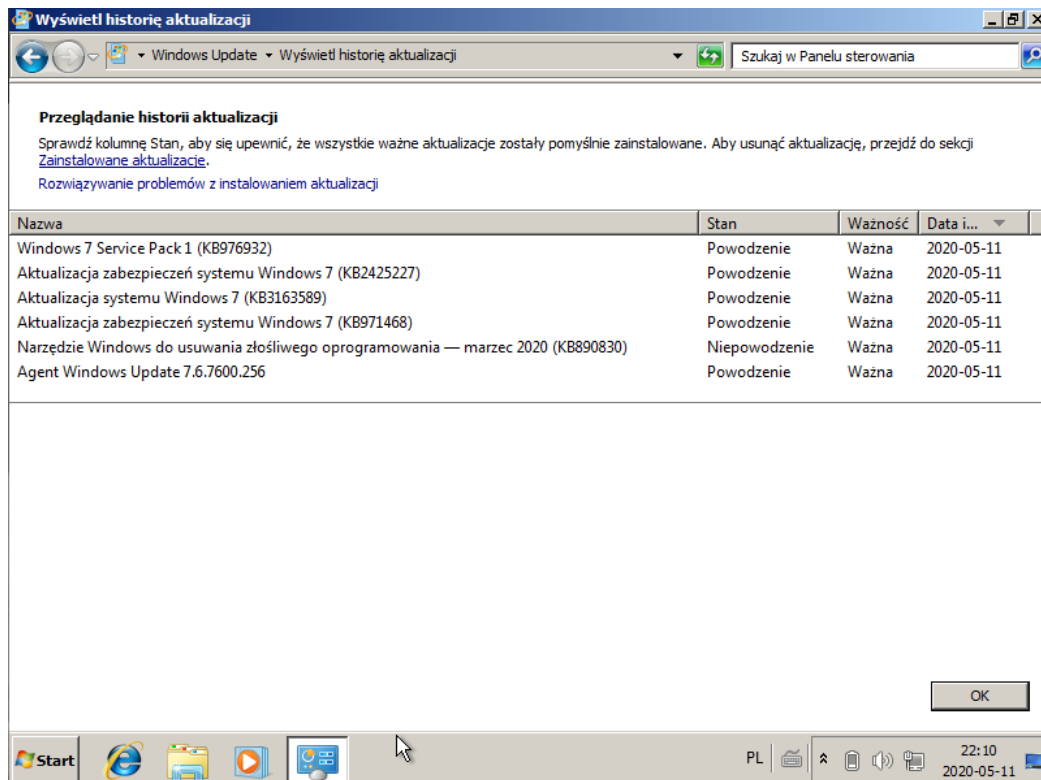 Wyświetl historię aktualizacji
Windows Update Wyświetl historię aktualizacji
Szukaj w Panelu sterowania
Przeglądanie historii aktualizacji
Sprawdź kolumnę Stan, aby się upewnić, że wszystkie ważne aktualizacje zostały pomyślnie zainstalowane. Aby usunąć aktualizację, przejdź do sekcji
Zainstalowane aktualizacje.
Rozwiązywanie problemów z instalowaniem aktualizacji
Nazwa Stan Ważność Data i...
Windows 7 Service Pack 1 (KB976932) Powodzenie Ważna 2020-05-11
Aktualizacja zabezpieczeń systemu Windows 7 (KB2425227) Powodzenie Ważna 2020-05-11
Aktualizacja systemu Windows 7 (KB3163589) Powodzenie Ważna 2020-05-11
Aktualizacja zabezpieczeń systemu Windows 7 (KB971468) Powodzenie Ważna 2020-05-11
Narzędzie Windows do usuwania złośliwego oprogramowania — marzec 2020 (KB890830) Niepowodzenie Ważna 2020-05-11
Agent Windows Update 7.6.7600.256 Powodzenie Ważna 2020-05-11
OK
Start PL 22:10
2020-05-11